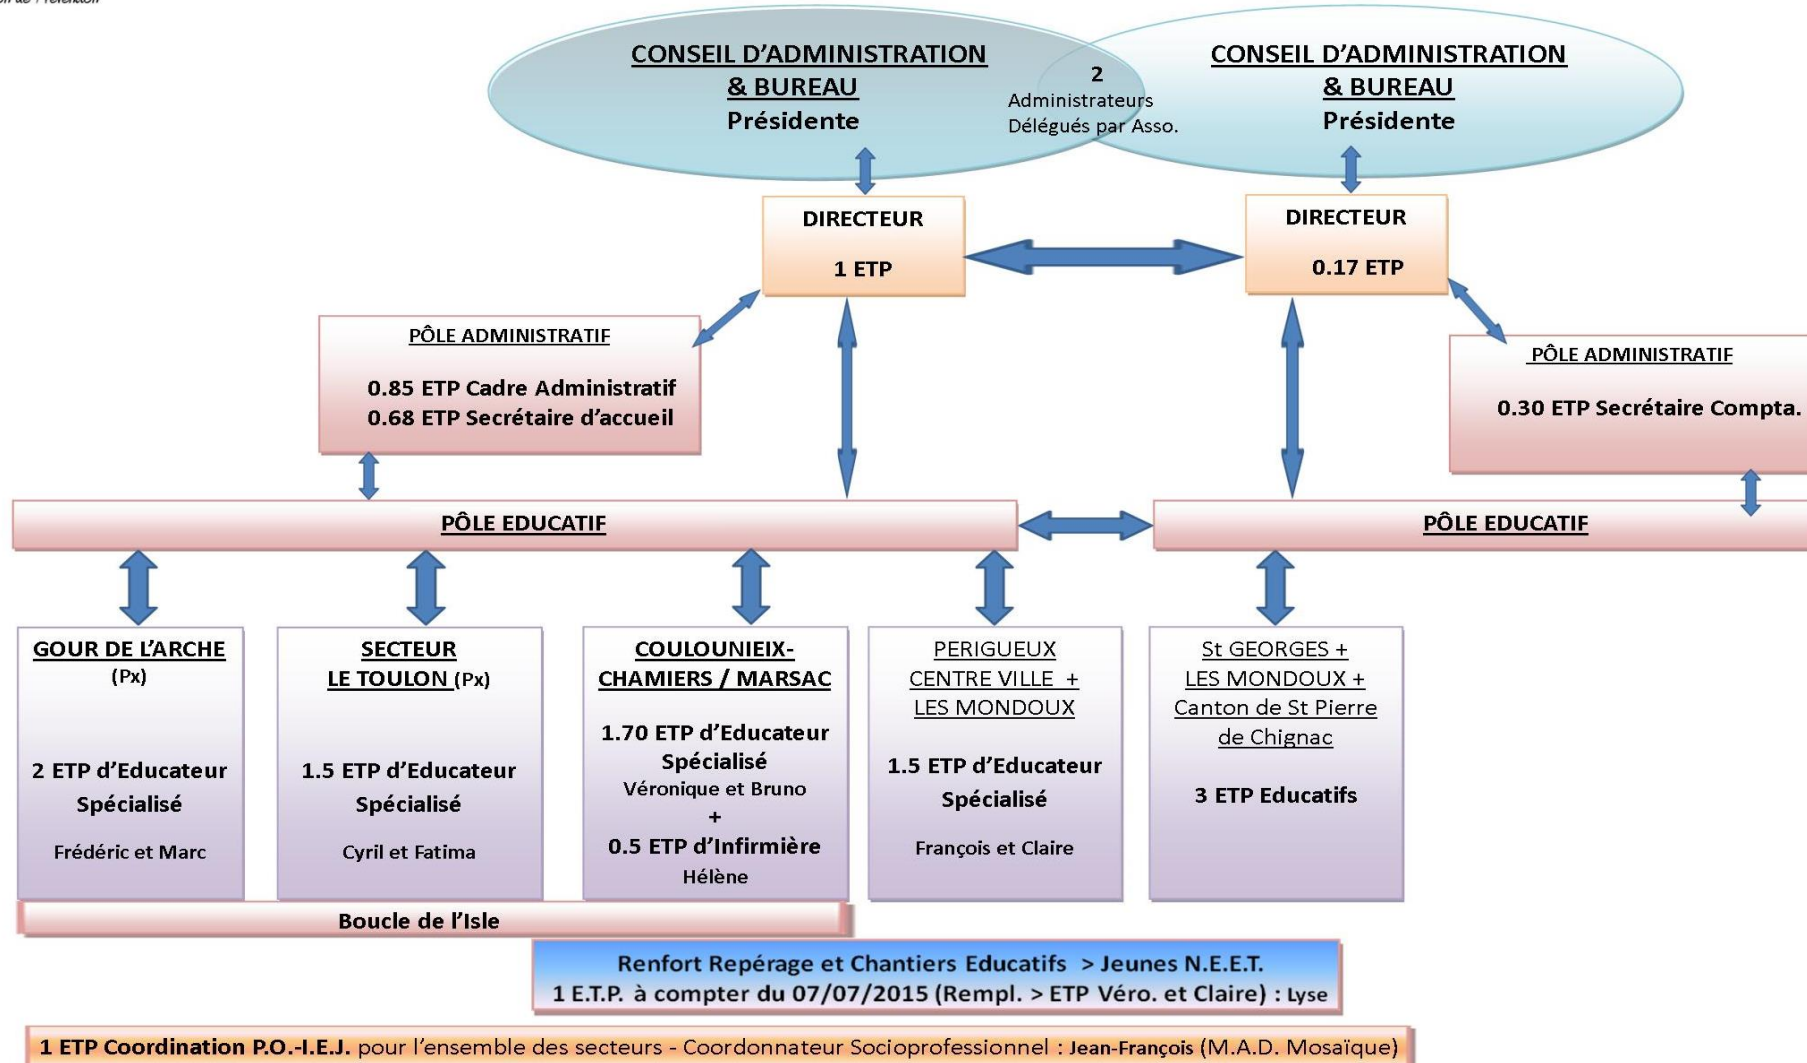 CONSEIL D'ADMINISTRATION
& BUREAU
Présidente
2
Administrateurs
Délégués par Asso.
CONSEIL D'ADMINISTRATION
& BUREAU
Présidente
DIRECTEUR
1 ETP
DIRECTEUR
0.17 ETP
PÔLE ADMINISTRATIF
0.85 ETP Cadre Administratif
0.68 ETP Secrétaire d'accueil
PÔLE ADMINISTRATIF
0.30 ETP Secrétaire Compta.
PÔLE EDUCATIF
PÔLE EDUCATIF
GOUR DE L'ARCHE
(Px)
2 ETP d'Educateur
Spécialisé
Frédéric et Marc
SECTEUR
LE TOULON (Px)
1.5 ETP d'Educateur
Spécialisé
Cyril et Fatima
COULOUNIEIX-
CHAMIERS / MARSAC
1.70 ETP d'Educateur
Spécialisé
Véronique et Bruno
+
0.5 ETP d'Infirmière
Hélène
PERIGUEUX
CENTRE VILLE +
LES MONDOUX
1.5 ETP d'Educateur
Spécialisé
François et Claire
St GEORGES +
LES MONDOUX +
Canton de St Pierre
de Chignac
3 ETP Educatifs
Boucle de l'Isle
Renfort Repérage et Chantiers Educatifs > Jeunes N.E.E.T.
1 E.T.P. à compter du 07/07/2015 (Rempl. > ETP Véro. et Claire) : Lyse
1 ETP Coordination P.O.-I.E.J. pour l'ensemble des secteurs - Coordonnateur Socioprofessionnel : Jean-François (M.A.D. Mosaïque)